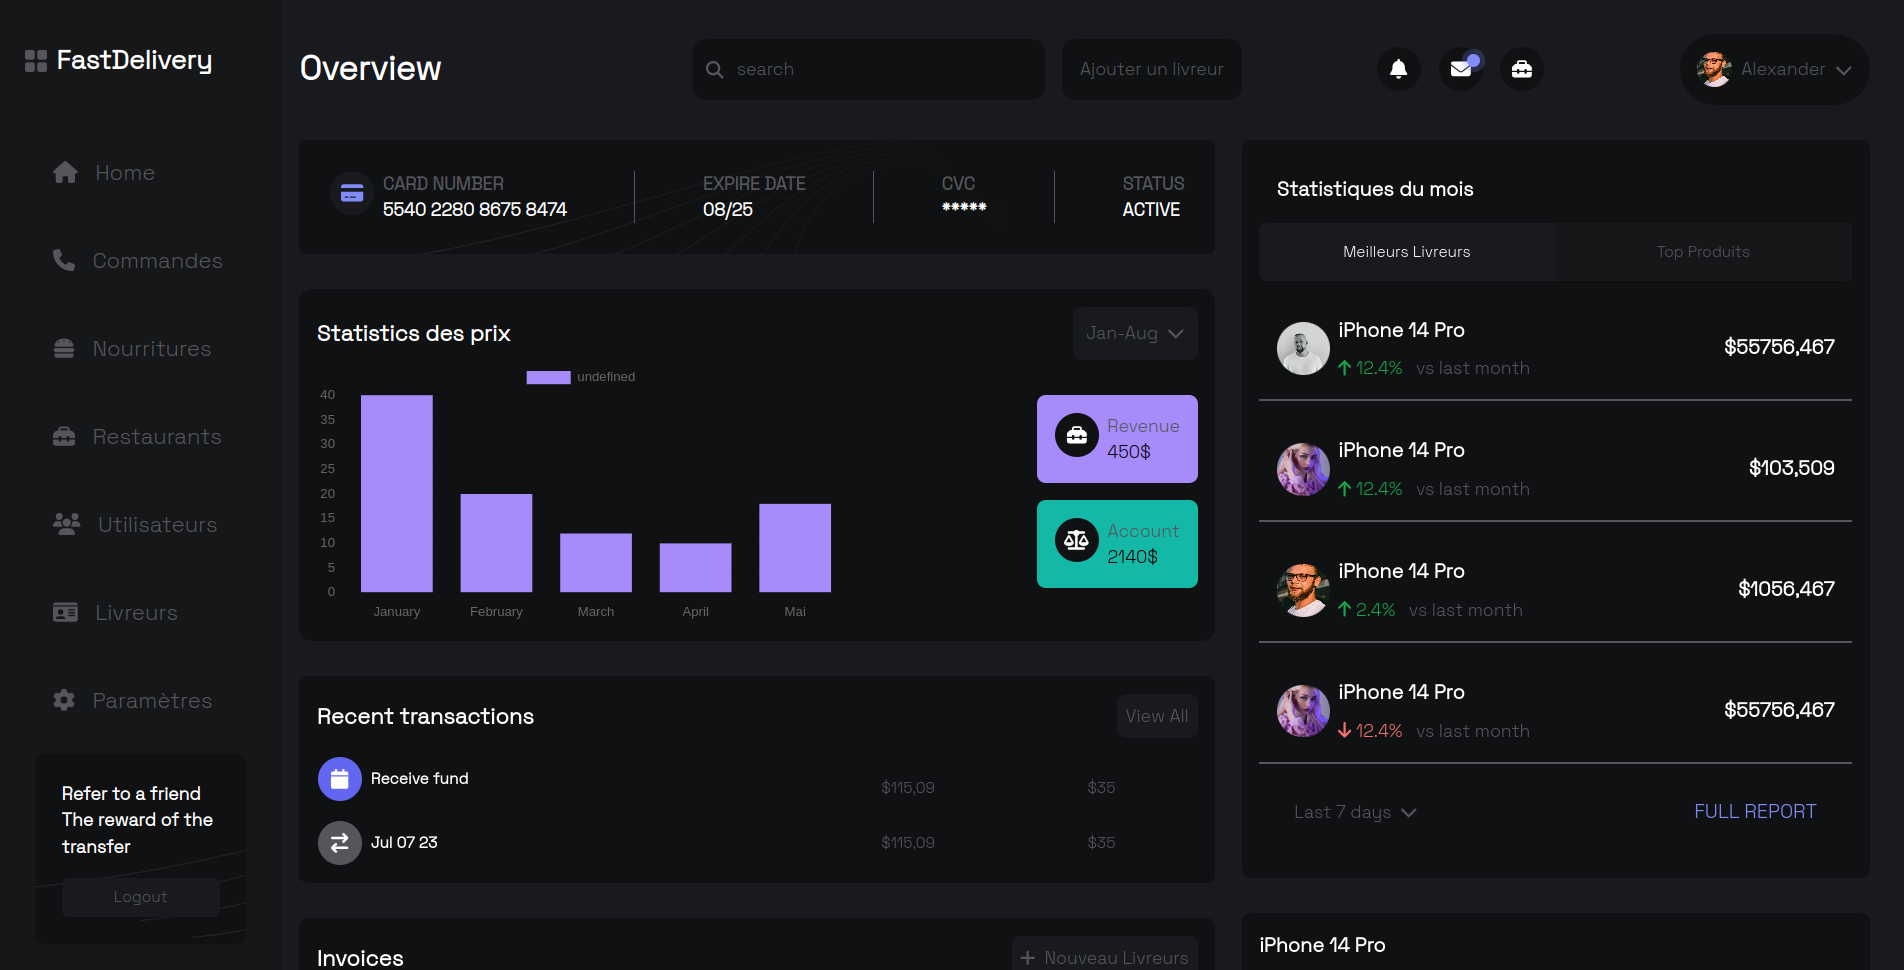 FastDelivery
Home
Commandes
Nourritures
Restaurants
Utilisateurs
Livreurs
Paramètres
Refer to a friend
The reward of the
transfer
Logout
Overview
search
Ajouter un livreur
Alexander
CARD NUMBER
5540 2280 8675 8474
EXPIRE DATE
08/25
CVC
*****
STATUS
ACTIVE
Statistics des prix
Jan-Aug
undefined
40
35
30
25
20
15
10
5
0
January
February
March
April
Mai
Revenue
450$
Account
2140$
Recent transactions
View All
Receive fund
$115,09
$35
Jul 07 23
$115,09
$35
Invoices
Nouveau Livreurs
Statistiques du mois
Meilleurs Livreurs
Top Produits
iPhone 14 Pro
12.4% vs last month
$55756,467
iPhone 14 Pro
12.4% vs last month
$103,509
iPhone 14 Pro
2.4% vs last month
$1056,467
iPhone 14 Pro
12.4% vs last month
$55756,467
Last 7 days
FULL REPORT
iPhone 14 Pro